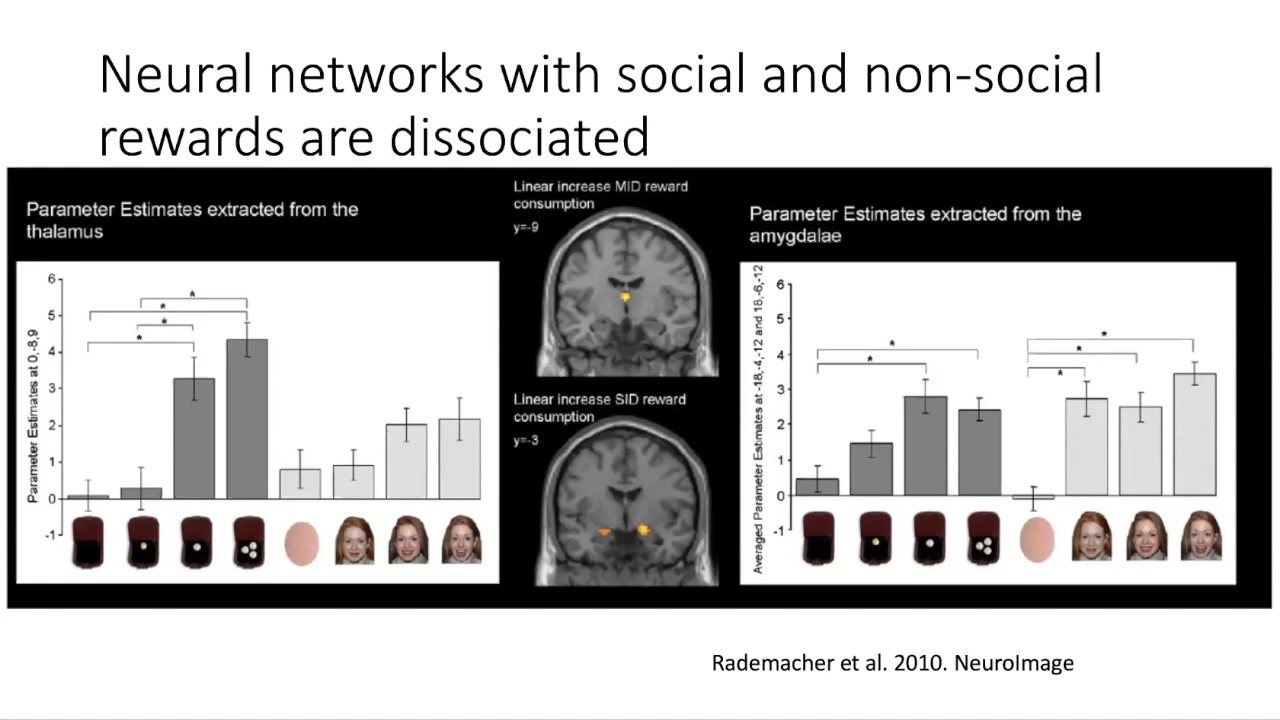 Neural networks with social and non-social
rewards are dissociated
Parameter Estimates extracted from the
thalamus
Parameter Estimates at 0,-8,9
6
5
4
3
2
1
0
-1
*
*
*
*
Linear increase MID reward
consumption
y=-9
Linear increase SID reward
consumption
y=-3
Parameter Estimates extracted from the
amygdalae
Averaged Parameter Estimates at -18,-4,-12 and 18,-6,-12
6
5
4
3
2
1
0
-1
*
*
*
*
*
Rademacher et al. 2010. NeuroImage